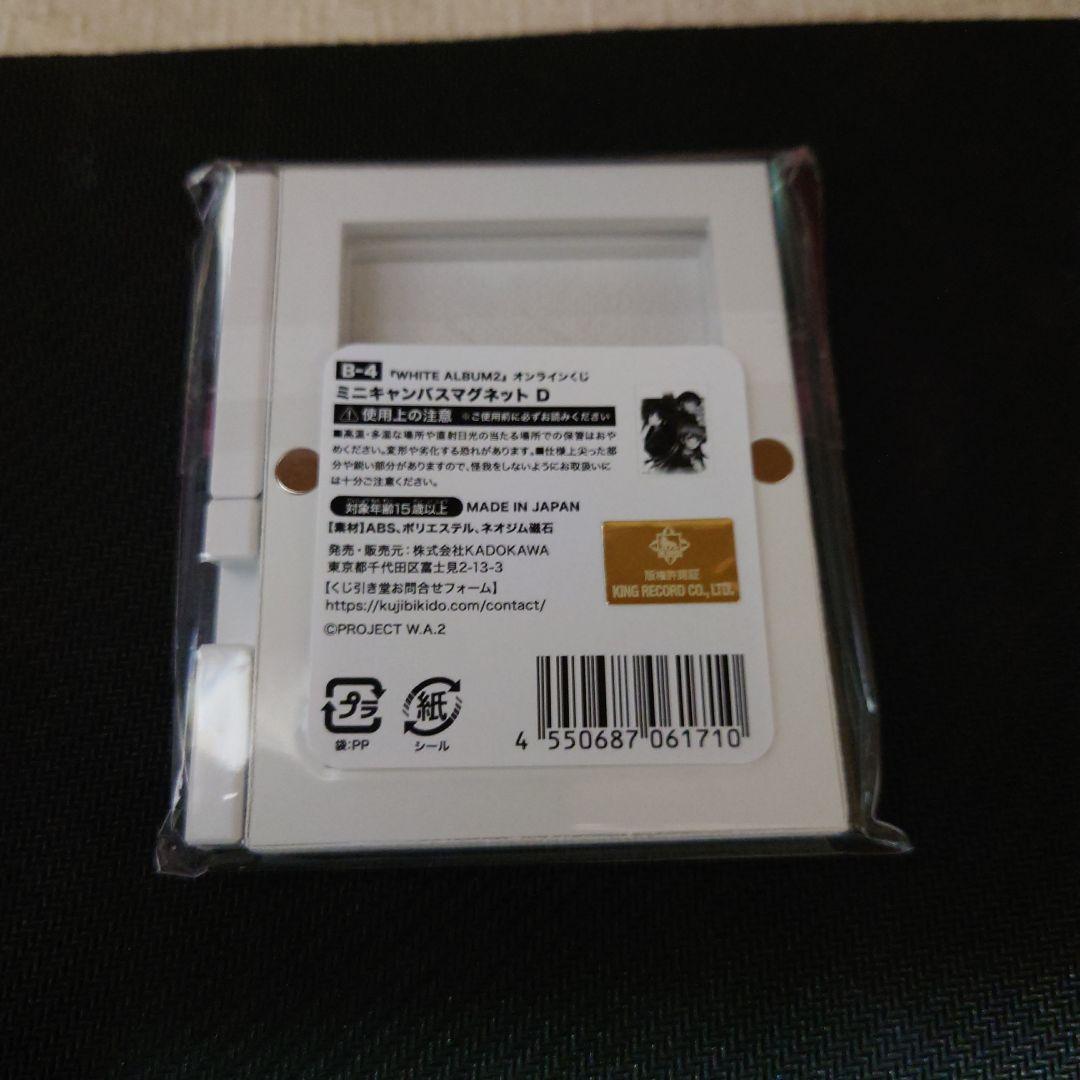 B-4 『WHITE ALBUM2』オンラインくじ
ミニキャンバスマグネット D
使用上の注意 ※ご使用前に必ずお読みください
■高温・多湿な場所や直射日光の当たる場所での保管はおや
めください。変形や劣化する恐れがあります。■仕様上尖った部
分や鋭い部分がありますので、怪我をしないようにお取扱いに
は十分ご注意ください。
対象年齢15歳以上 MADE IN JAPAN
【素材】ABS、ポリエステル、ネオジム磁石
発売・販売元:株式会社KADOKAWA
東京都千代田区富士見2-13-3
【くじ引き堂お問合せフォーム】
https://kujibikido.com/contact/
©PROJECT W.A.2
版権許諾証
KING RECORD CO., LTD.
プラ
袋:PP
紙
シール
4 550687 061710